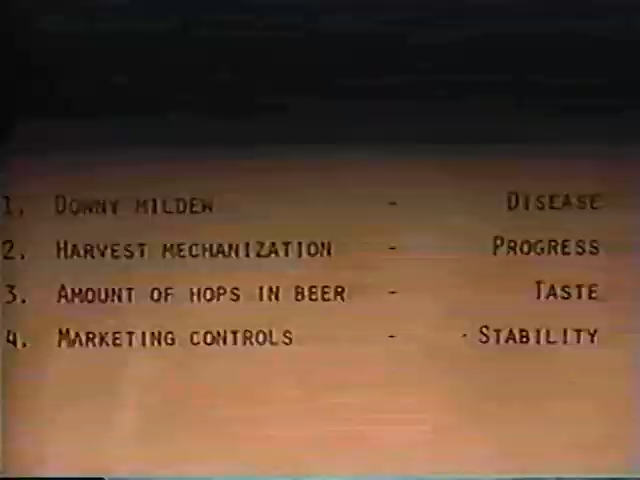 1. Downy mildew - Disease
2. Harvest mechanization - Progress
3. Amount of hops in beer - Taste
4. Marketing controls - Stability